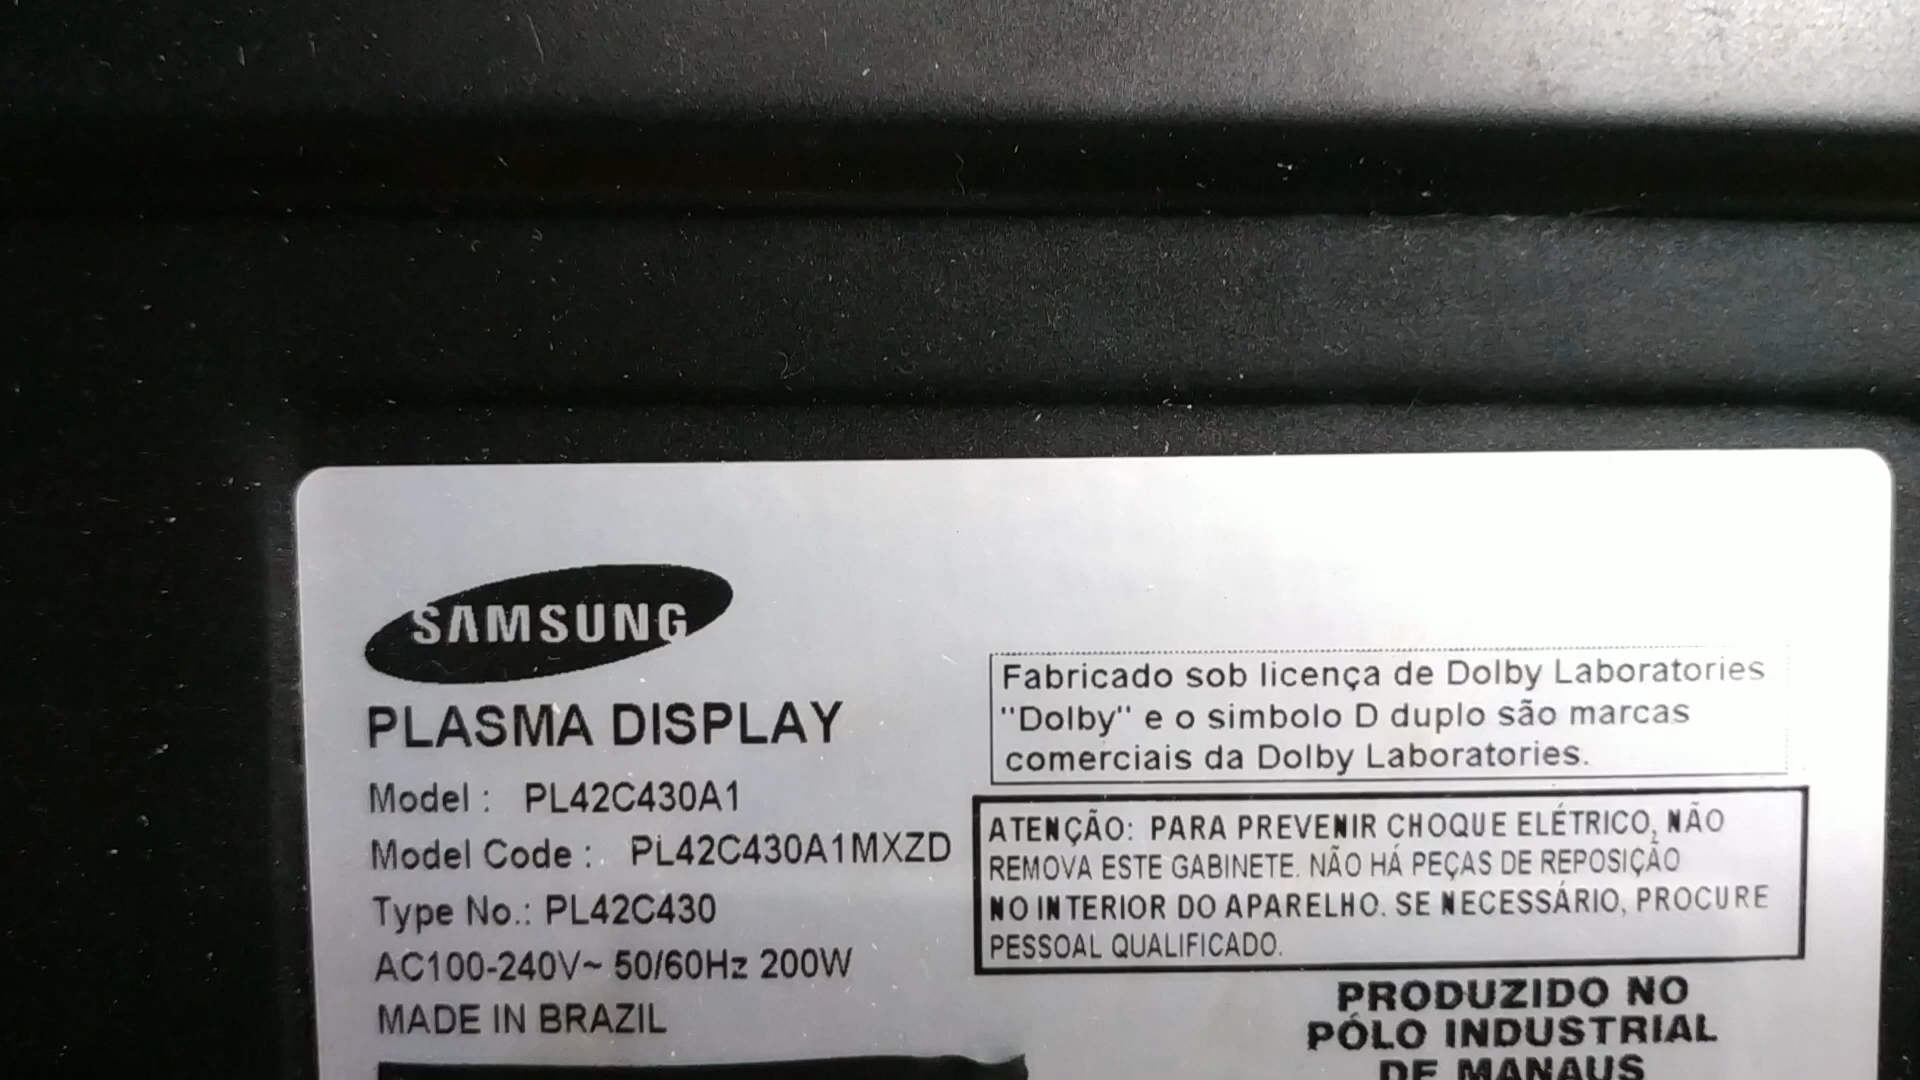 SAMSUNG
PLASMA DISPLAY
Model : PL42C430A1
Model Code : PL42C430A1MXZD
Type No.: PL42C430
AC100-240V~ 50/60Hz 200W
MADE IN BRAZIL
Fabricado sob licença de Dolby Laboratories
"Dolby" e o simbolo D duplo são marcas
comerciais da Dolby Laboratories.
ATENÇÃO: PARA PREVENIR CHOQUE ELÉTRICO, NÃO
REMOVA ESTE GABINETE. NÃO HÁ PEÇAS DE REPOSIÇÃO
NO INTERIOR DO APARELHO. SE NECESSÁRIO, PROCURE
PESSOAL QUALIFICADO.
PRODUZIDO NO
PÓLO INDUSTRIAL
DE MANAUS